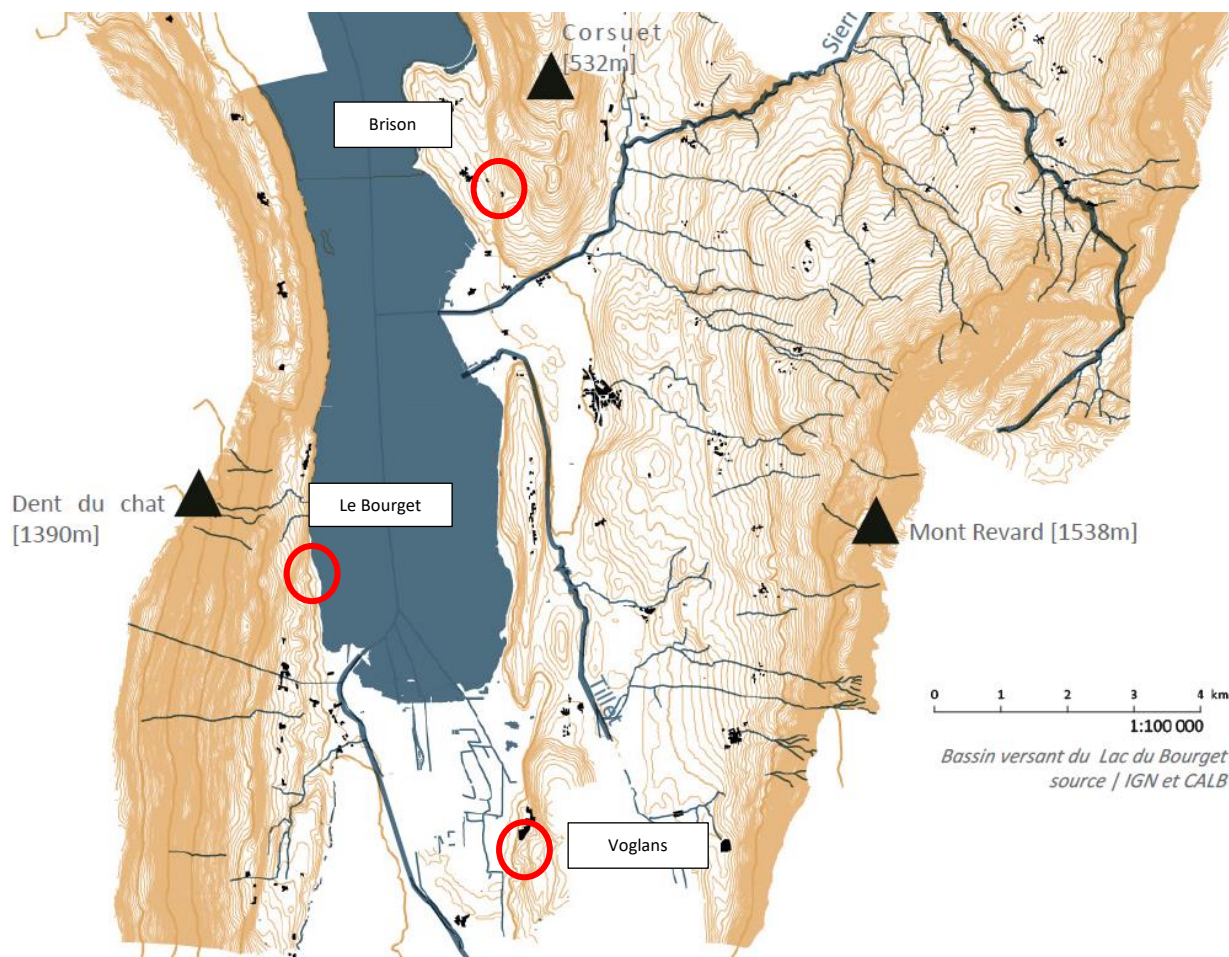 Corsuet
[532m]
Sierr
Brison
Dent du chat
[1390m]
Le Bourget
Mont Revard [1538m]
Tillet
0 1 2 3 4 km
1:100 000
Bassin versant du Lac du Bourget
source | IGN et CALB
Voglans